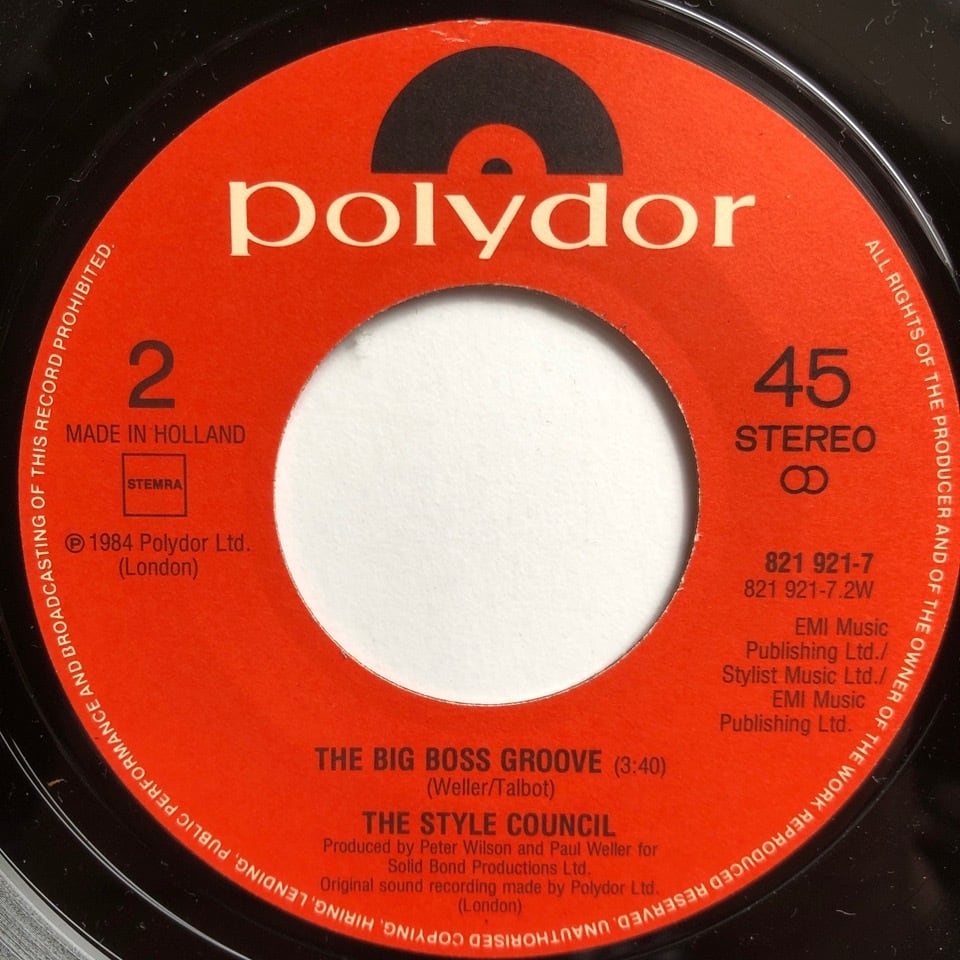 polydor
2
MADE IN HOLLAND
STEMRA
℗ 1984 Polydor Ltd.
(London)
45
STEREO
821 921-7
821 921-7.2W
EMI Music
Publishing Ltd./
Stylist Music Ltd./
EMI Music
Publishing Ltd.
THE BIG BOSS GROOVE (3:40)
(Weller/Talbot)
THE STYLE COUNCIL
Produced by Peter Wilson and Paul Weller for
Solid Bond Productions Ltd.
Original sound recording made by Polydor Ltd.
(London)
ALL RIGHTS OF THE PRODUCER AND OF THE OWNER OF THE WORK REPRODUCED RESERVED. UNAUTHORISED COPYING, HIRING, LENDING, PUBLIC PERFORMANCE AND BROADCASTING OF THIS RECORD PROHIBITED.